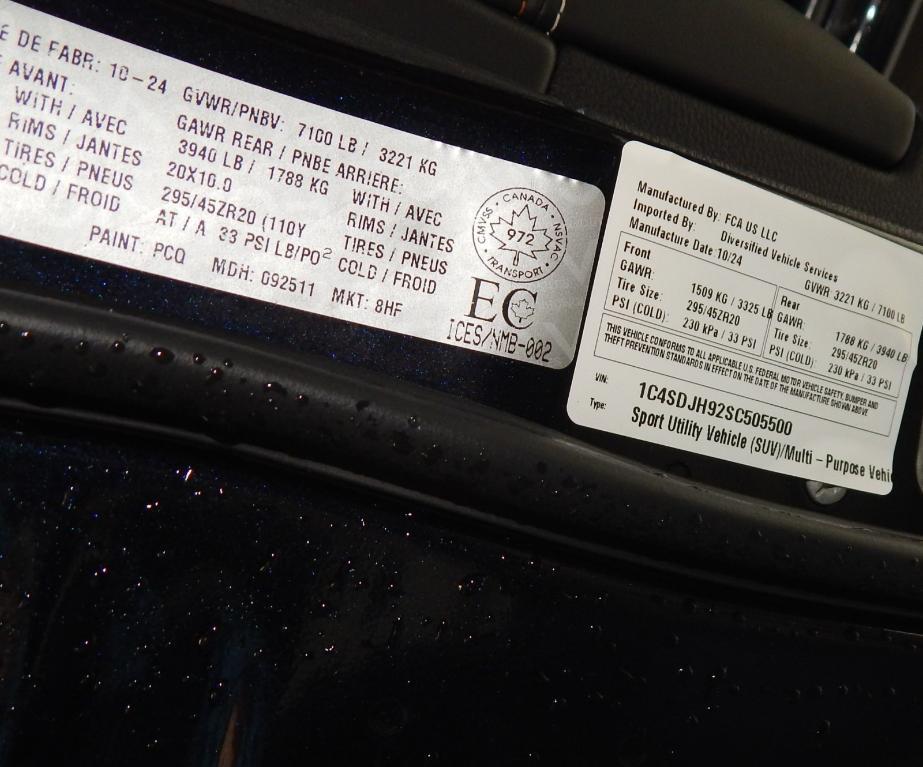 E DE FABR: 10-24 GVWR/PNBV: 7100 LB / 3221 KG
AVANT: GAWR REAR / PNBE ARRIERE:
WITH / AVEC 3940 LB / 1788 KG WITH / AVEC
RIMS / JANTES 20X10.0 RIMS / JANTES
TIRES / PNEUS 295/45ZR20 (110Y TIRES / PNEUS
COLD / FROID AT / A 33 PSI LB/PO² COLD / FROID
PAINT: PCQ MDH: 092511 MKT: 8HF
CANADA
CMVSS NSVAC
972
TRANSPORT
EC
ICES/NMB-002
Manufactured By: FCA US LLC
Imported By: Diversified Vehicle Services
Manufacture Date: 10/24 GVWR 3221 KG / 7100 LB
Front
GAWR: 1509 KG / 3325 LB
Tire Size: 295/45ZR20
PSI (COLD): 230 kPa / 33 PSI
Rear
GAWR: 1788 KG / 3940 LB
Tire Size: 295/45ZR20
PSI (COLD): 230 kPa / 33 PSI
THIS VEHICLE CONFORMS TO ALL APPLICABLE U.S. FEDERAL MOTOR VEHICLE SAFETY, BUMPER AND
THEFT PREVENTION STANDARDS IN EFFECT ON THE DATE OF THE MANUFACTURE SHOWN ABOVE
VIN: 1C4SDJH92SC505500
Type: Sport Utility Vehicle (SUV)/Multi - Purpose Vehi